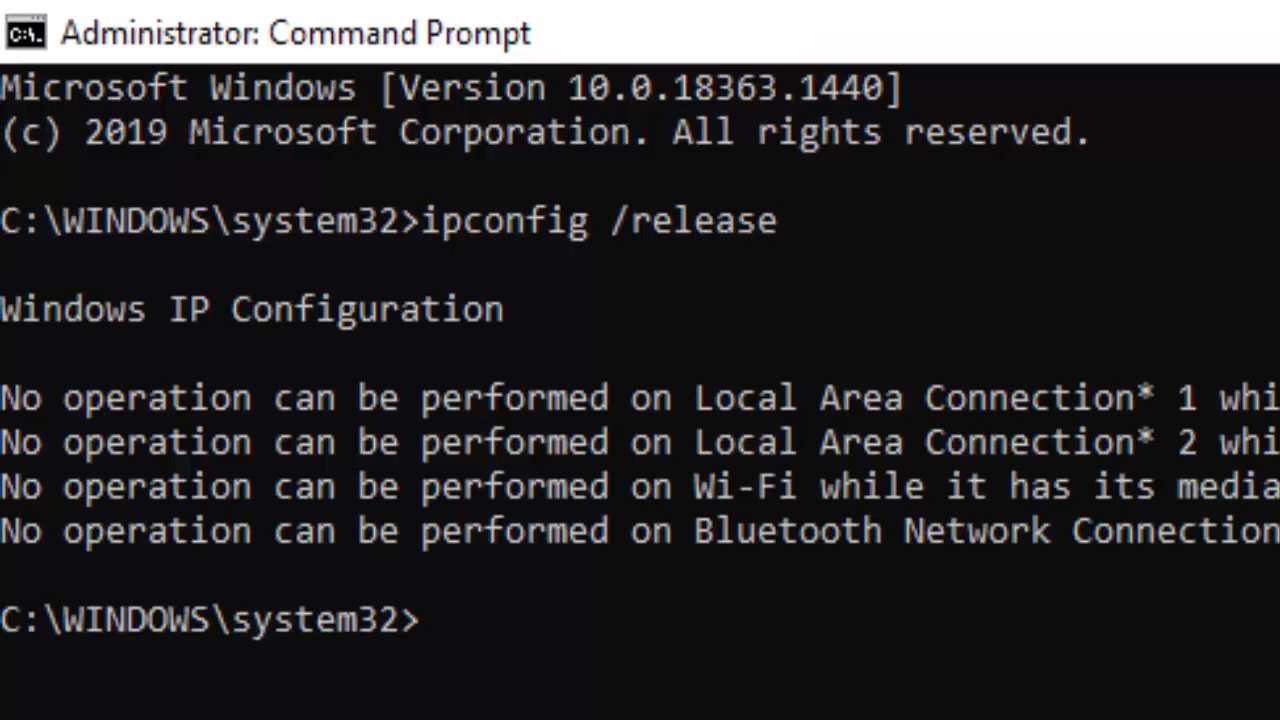 Administrator: Command Prompt
Microsoft Windows [Version 10.0.18363.1440]
(c) 2019 Microsoft Corporation. All rights reserved.
C:\WINDOWS\system32>ipconfig /release
Windows IP Configuration
No operation can be performed on Local Area Connection* 1 whi
No operation can be performed on Local Area Connection* 2 whi
No operation can be performed on Wi-Fi while it has its media
No operation can be performed on Bluetooth Network Connection
C:\WINDOWS\system32>